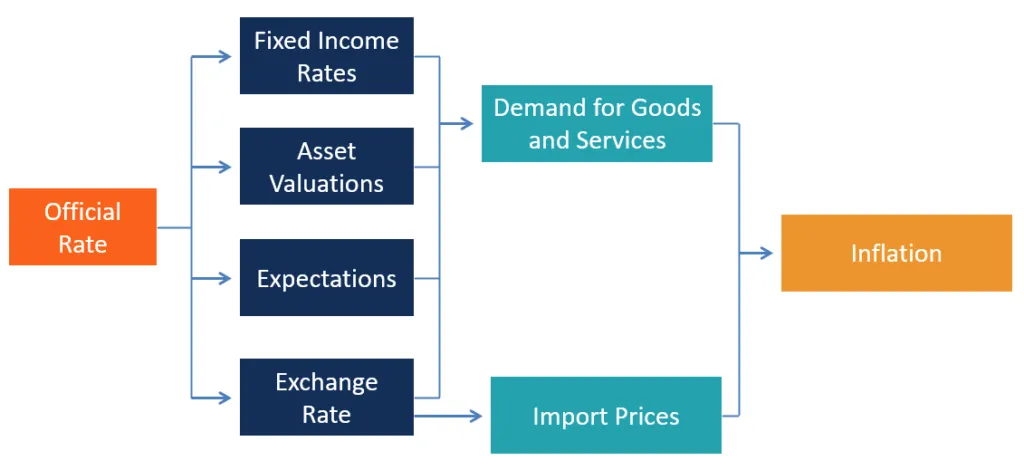 Official
Rate
Fixed Income
Rates
Asset
Valuations
Expectations
Exchange
Rate
Demand for Goods
and Services
Import Prices
Inflation